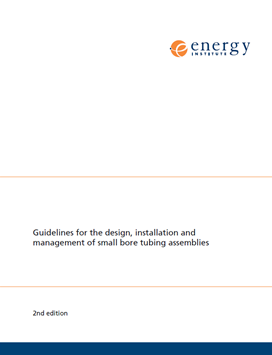 energy
INSTITUTE
Guidelines for the design, installation and
management of small bore tubing assemblies
2nd edition